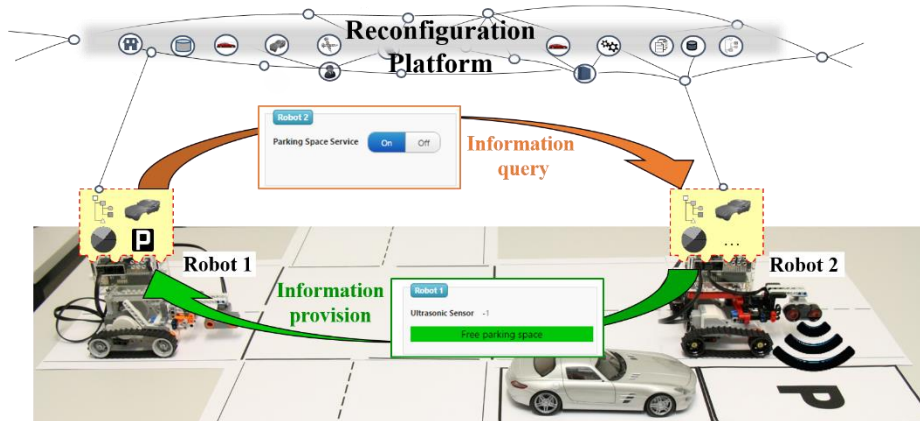 Reconfiguration
Platform
Robot 2
Parking Space Service
On
Off
Information
query
P
...
Robot 1
Robot 2
Information
provision
Robot 1
Ultrasonic Sensor -1
Free parking space
P